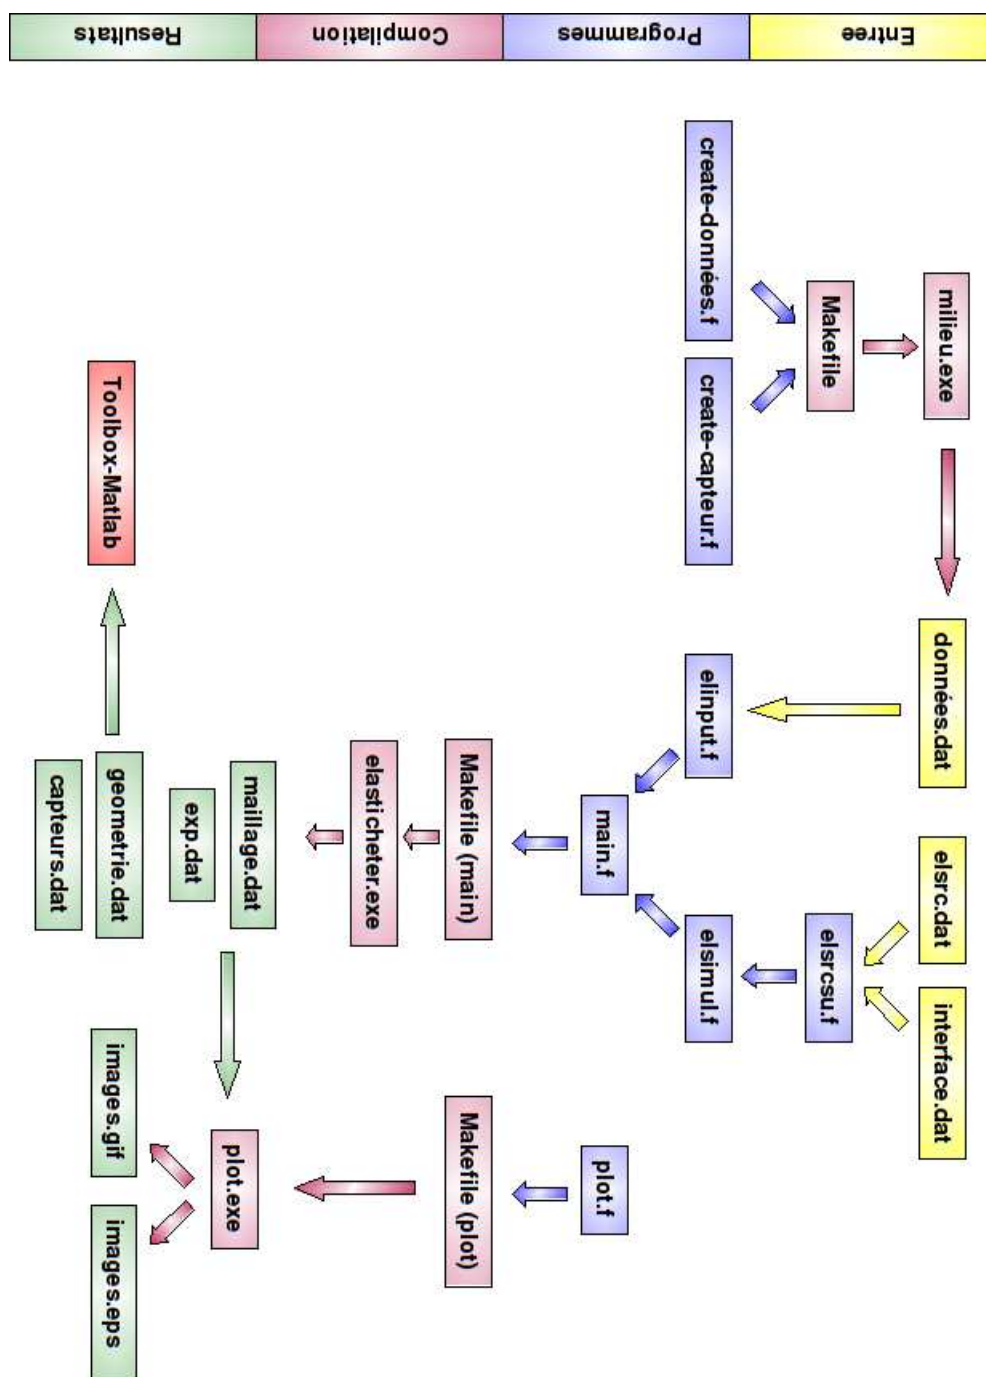 Entree
Programmes
Compilation
Resultats
create-données.f
create-capteur.f
Makefile
milieu.exe
données.dat
elsrc.dat
interface.dat
elinput.f
elsrcsu.f
elsimul.f
main.f
plot.f
Makefile (main)
elasticheter.exe
Makefile (plot)
maillage.dat
exp.dat
plot.exe
Toolbox-Matlab
geometrie.dat
capteurs.dat
images.gif
images.eps